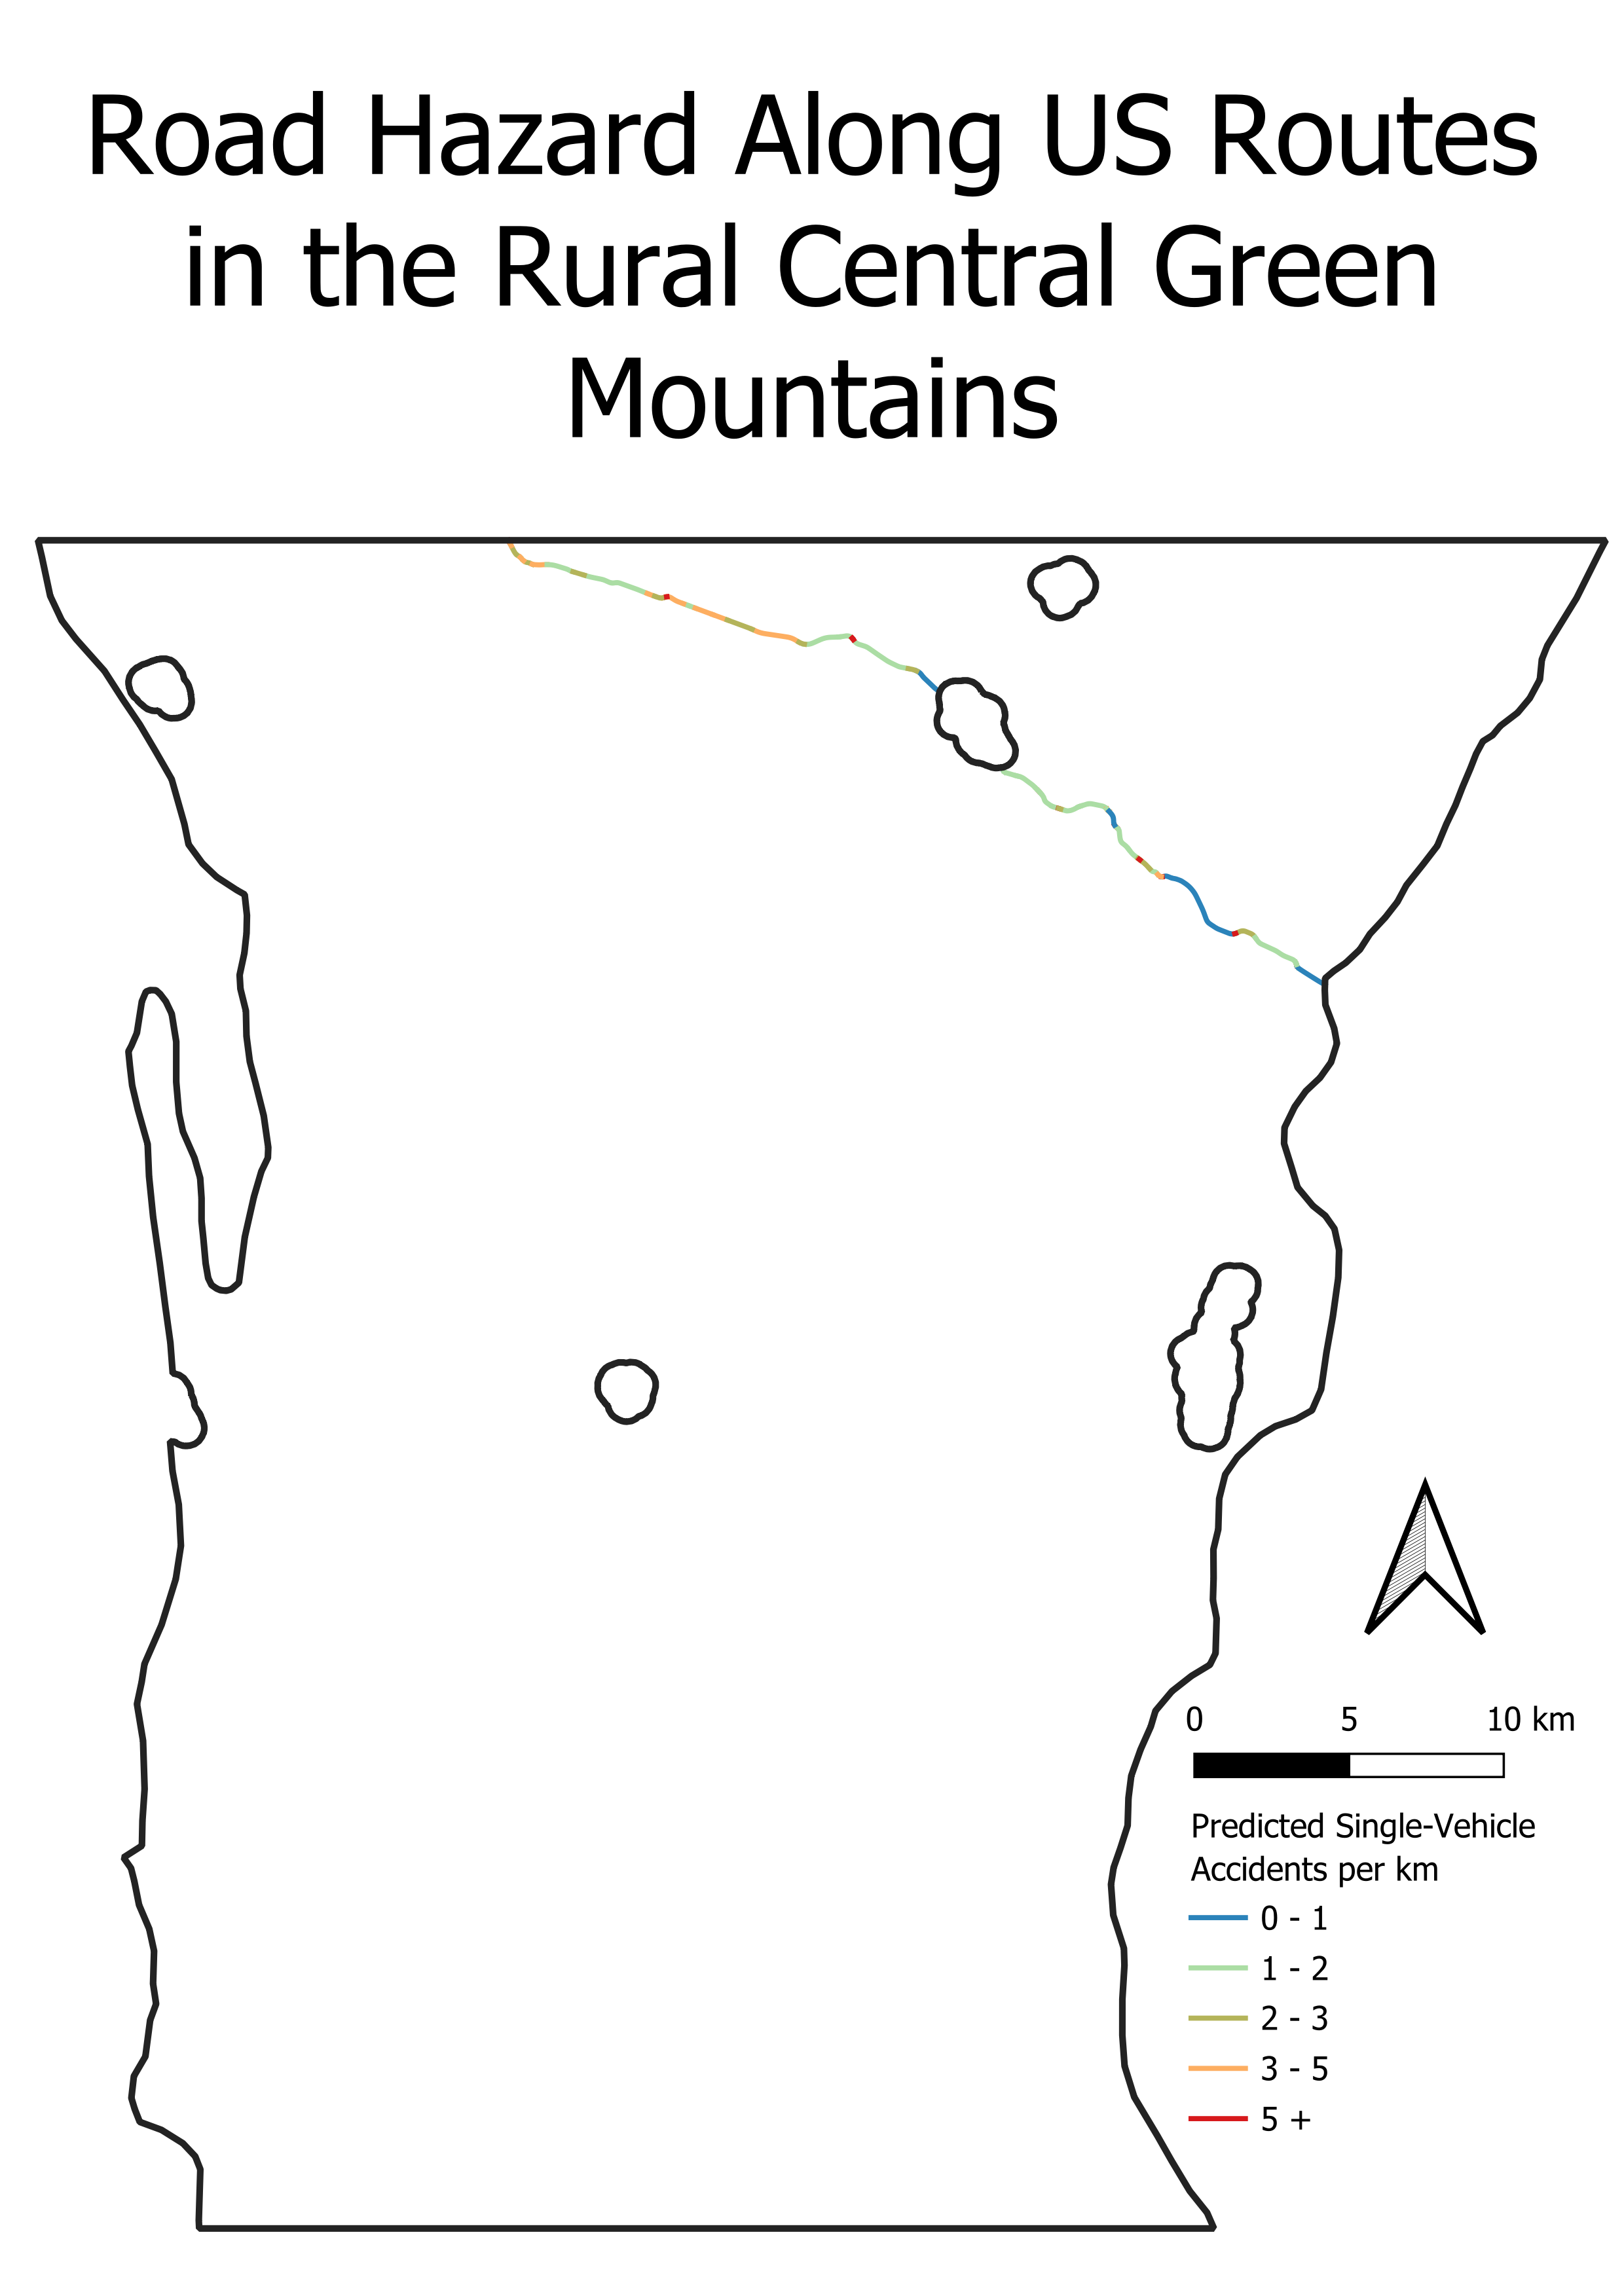 Road Hazard Along US Routes
in the Rural Central Green
Mountains
0 5 10 km
Predicted Single-Vehicle
Accidents per km
0 - 1
1 - 2
2 - 3
3 - 5
5 +